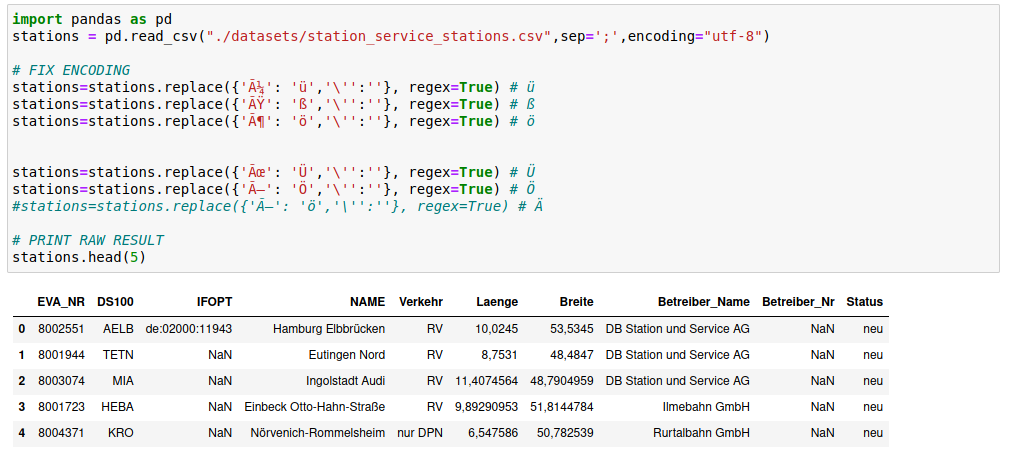 import pandas as pd
stations = pd.read_csv("./datasets/station_service_stations.csv",sep=';',encoding="utf-8")
# FIX ENCODING
stations=stations.replace({'Ã¼': 'ü','\'':''}, regex=True) # ü
stations=stations.replace({'ÃŸ': 'ß','\'':''}, regex=True) # ß
stations=stations.replace({'Ã¶': 'ö','\'':''}, regex=True) # ö
stations=stations.replace({'Ãœ': 'Ü','\'':''}, regex=True) # Ü
stations=stations.replace({'Ã–': 'Ö','\'':''}, regex=True) # Ö
#stations=stations.replace({'Ã–': 'ö','\'':''}, regex=True) # Ä
# PRINT RAW RESULT
stations.head(5)
EVA_NR DS100 IFOPT NAME Verkehr Laenge Breite Betreiber_Name Betreiber_Nr Status
0 8002551 AELB de:02000:11943 Hamburg Elbbrücken RV 10,0245 53,5345 DB Station und Service AG NaN neu
1 8001944 TETN NaN Eutingen Nord RV 8,7531 48,4847 DB Station und Service AG NaN neu
2 8003074 MIA NaN Ingolstadt Audi RV 11,4074564 48,7904959 DB Station und Service AG NaN neu
3 8001723 HEBA NaN Einbeck Otto-Hahn-Straße RV 9,89290953 51,8144784 Ilmebahn GmbH NaN neu
4 8004371 KRO NaN Nörvenich-Rommelsheim nur DPN 6,547586 50,782539 Rurtalbahn GmbH NaN neu